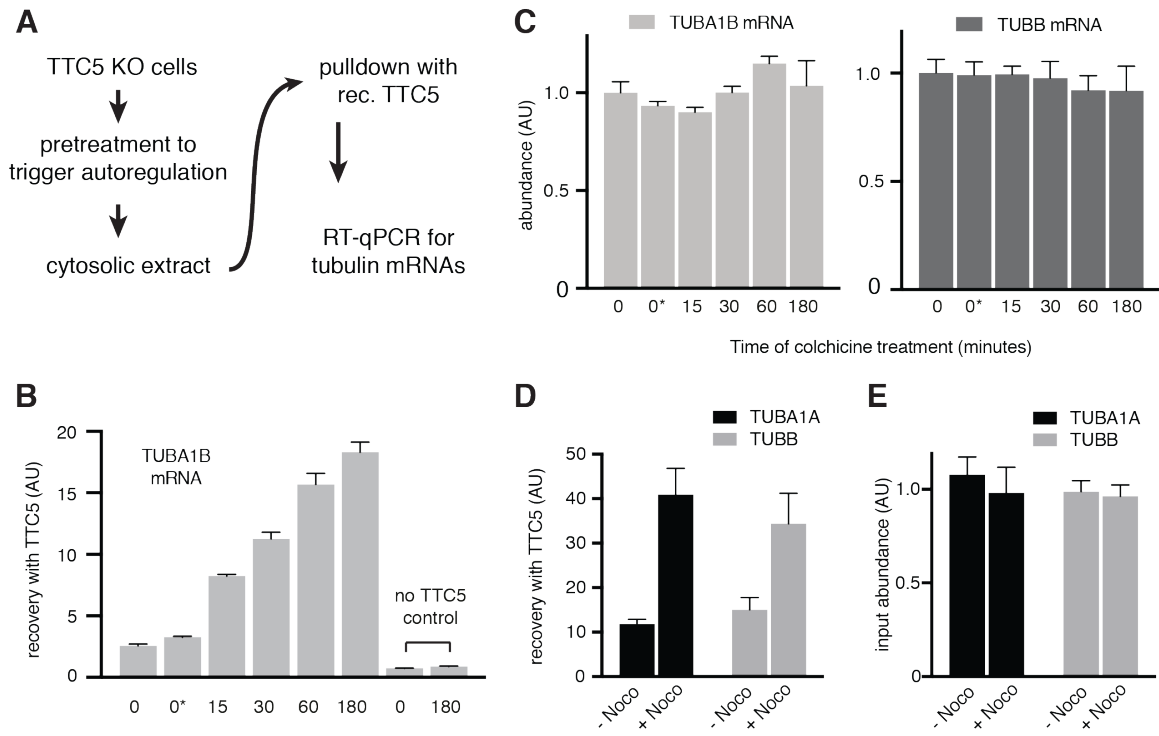 A
TTC5 KO cells
pretreatment to
trigger autoregulation
cytosolic extract
pulldown with
rec. TTC5
RT-qPCR for
tubulin mRNAs
C
TUBA1B mRNA
abundance (AU)
1.0
0.5
0
0 0* 15 30 60 180
TUBB mRNA
1.0
0.5
0
0 0* 15 30 60 180
Time of colchicine treatment (minutes)
B
recovery with TTC5 (AU)
20
15
10
5
0
TUBA1B
mRNA
no TTC5
control
0 0* 15 30 60 180 0 180
D
TUBA1A
TUBB
recovery with TTC5 (AU)
50
40
30
20
10
0
- Noco + Noco - Noco + Noco
E
TUBA1A
TUBB
input abundance (AU)
1.0
0.5
0
- Noco + Noco - Noco + Noco